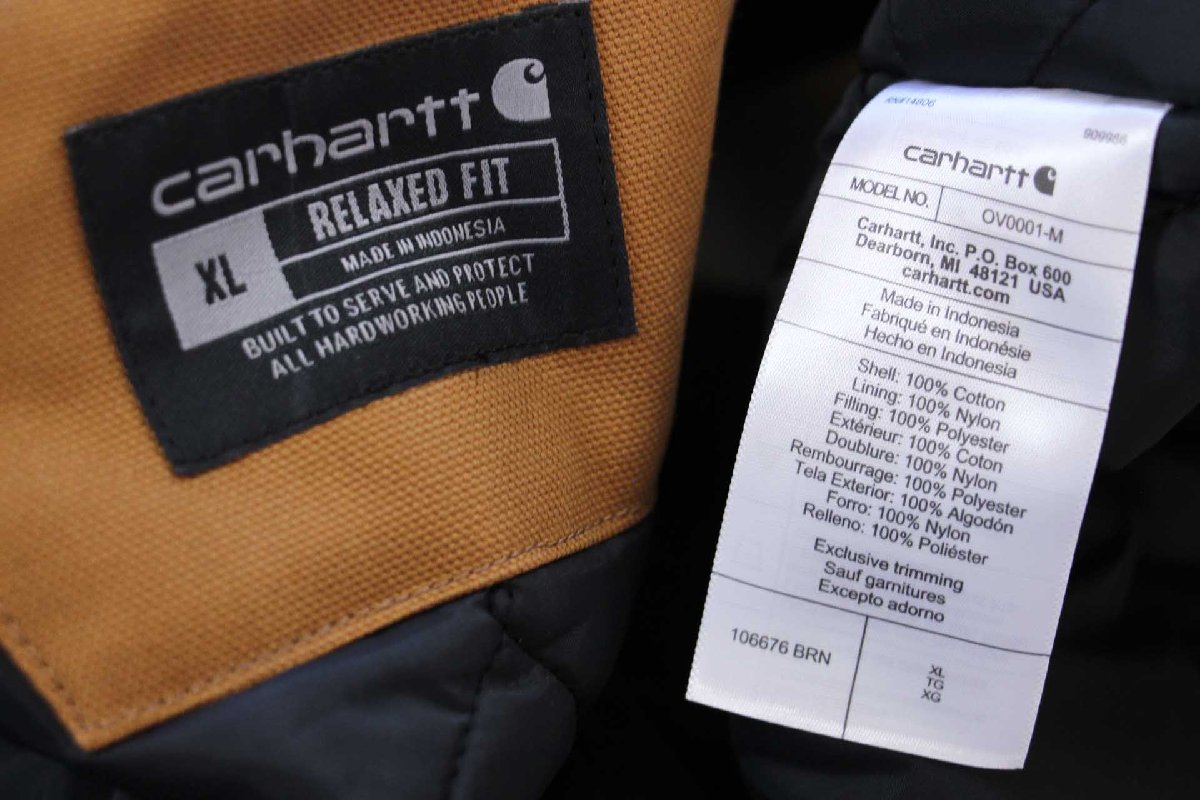 carhartt
XL
RELAXED FIT
MADE IN INDONESIA
BUILT TO SERVE AND PROTECT
ALL HARDWORKING PEOPLE
RN#14806
909986
carhartt
MODEL NO.
OV0001-M
Carhartt, Inc. P.O. Box 600
Dearborn, MI 48121 USA
carhartt.com
Made in Indonesia
Fabriqué en Indonésie
Hecho en Indonesia
Shell: 100% Cotton
Lining: 100% Nylon
Filling: 100% Polyester
Extérieur: 100% Coton
Doublure: 100% Nylon
Rembourrage: 100% Polyester
Tela Exterior: 100% Algodón
Forro: 100% Nylon
Relleno: 100% Poliéster
Exclusive trimming
Sauf garnitures
Excepto adorno
106676 BRN
XL
TG
XG